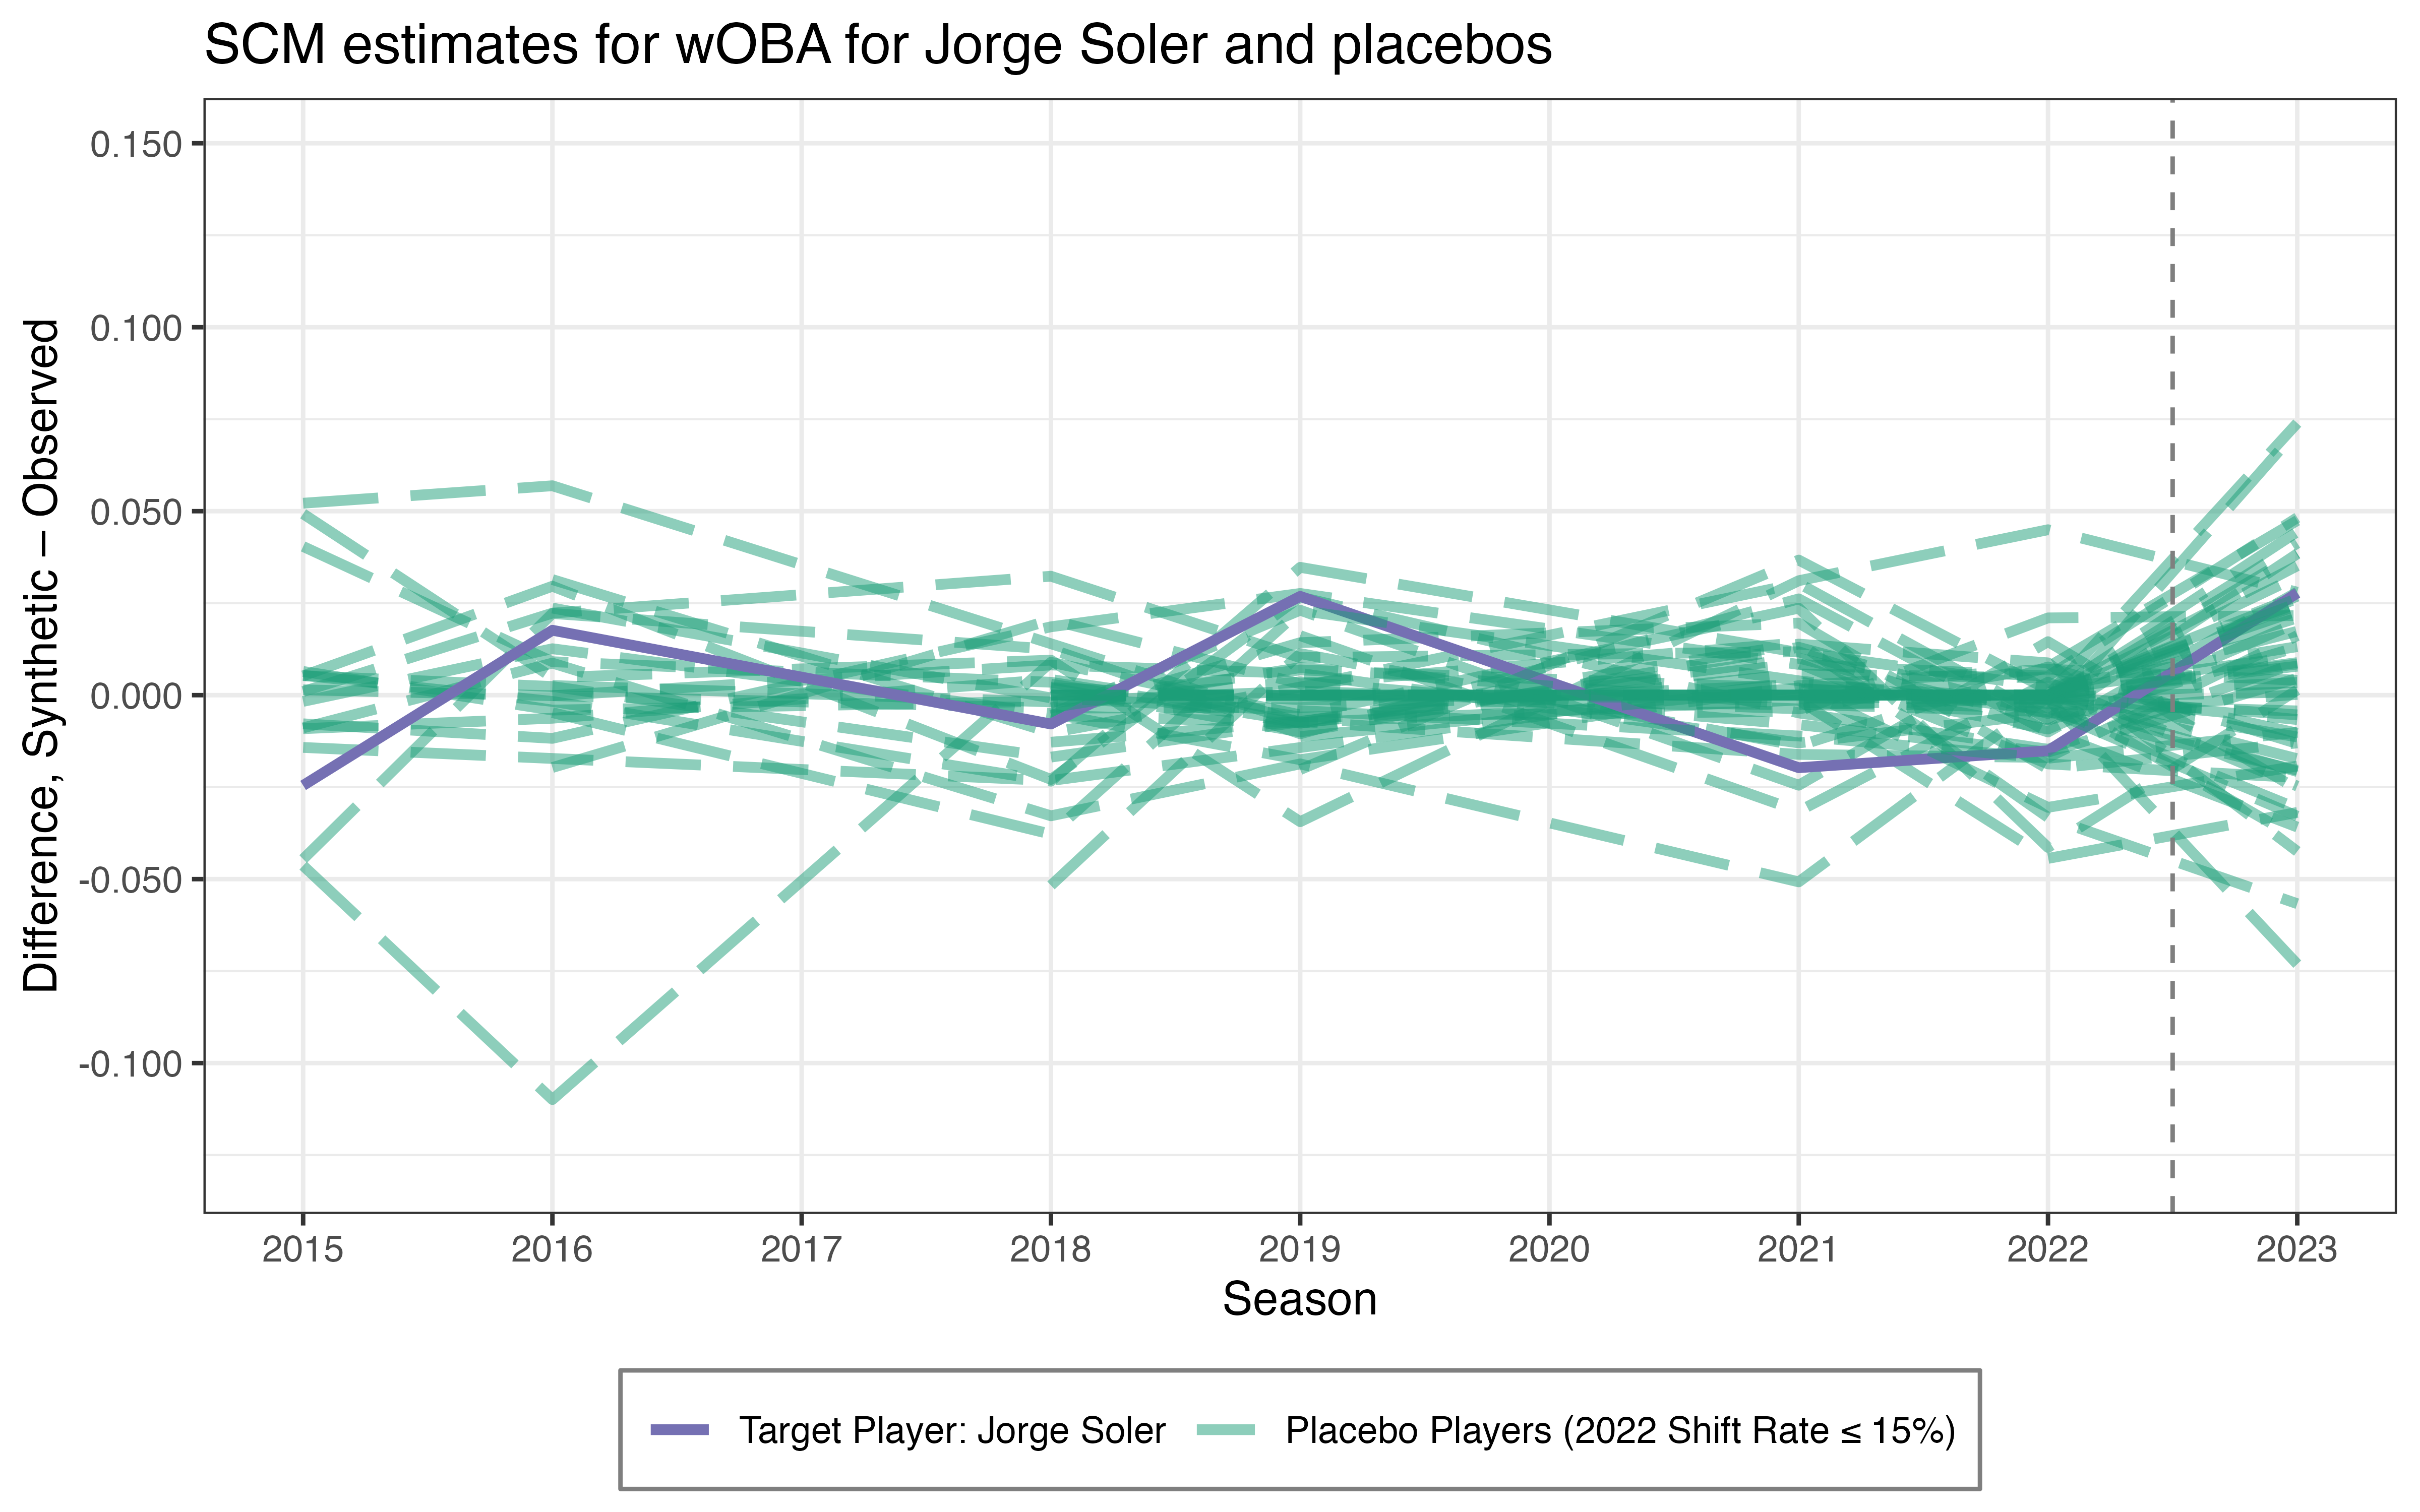 SCM estimates for wOBA for Jorge Soler and placebos
Difference, Synthetic − Observed
0.150
0.100
0.050
0.000
-0.050
-0.100
2015 2016 2017 2018 2019 2020 2021 2022 2023
Season
Target Player: Jorge Soler Placebo Players (2022 Shift Rate ≤ 15%)